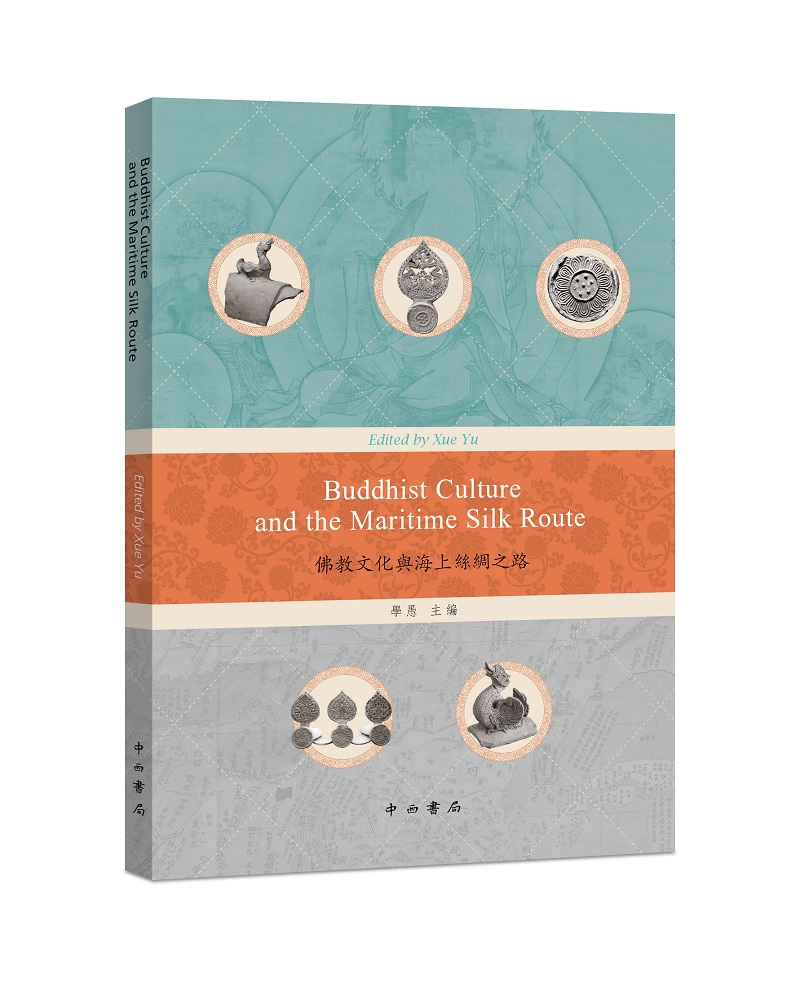 Buddhist Culture
and the Maritime Silk Route
Edited by Xue Yu
中西書局
Edited by Xue Yu
Buddhist Culture
and the Maritime Silk Route
佛教文化與海上絲綢之路
學愚 主編
中西書局